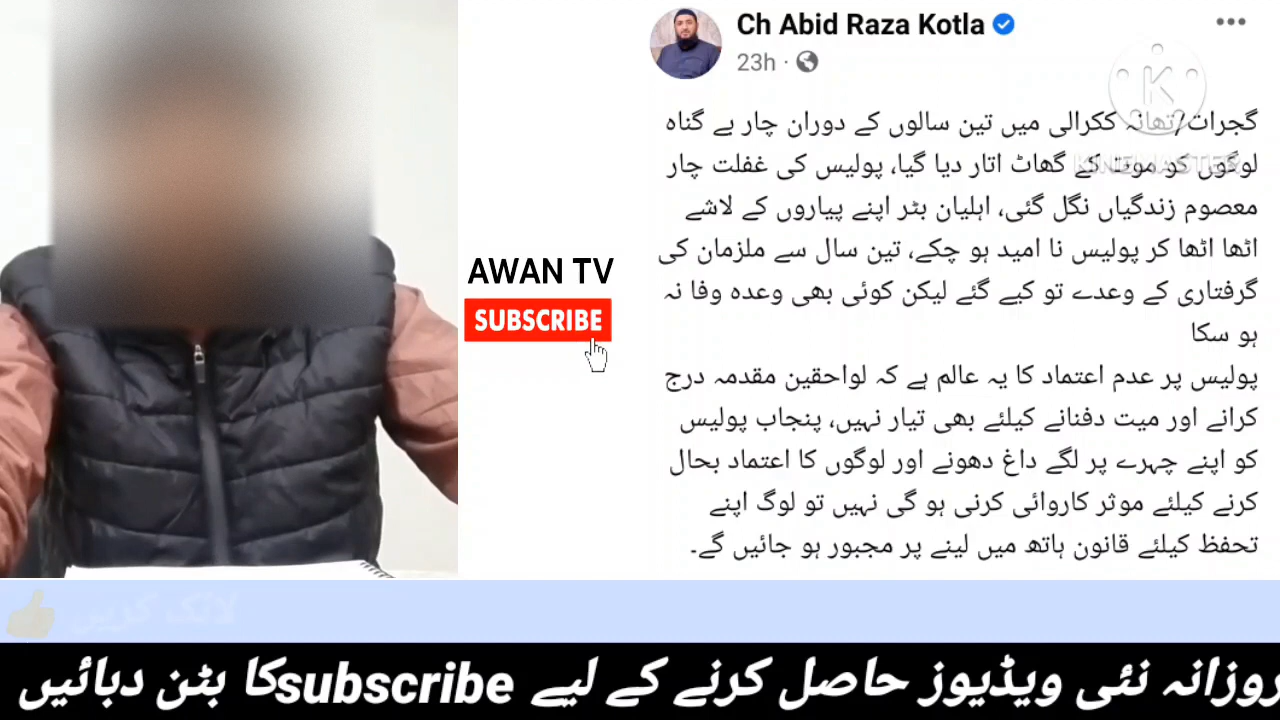 Ch Abid Raza Kotla
23h ·
گجرات/تھانہ ککرالی میں تین سالوں کے دوران چار بے گناہ
لوگوں کو موت کے گھاٹ اتار دیا گیا، پولیس کی غفلت چار
معصوم زندگیاں نگل گئی، اہلیان بٹر اپنے پیاروں کے لاشے
اٹھا اٹھا کر پولیس نا امید ہو چکے، تین سال سے ملزمان کی
گرفتاری کے وعدے تو کیے گئے لیکن کوئی بھی وعدہ وفا نہ
ہو سکا
پولیس پر عدم اعتماد کا یہ عالم ہے کہ لواحقین مقدمہ درج
کرانے اور میت دفنانے کیلئے بھی تیار نہیں، پنجاب پولیس
کو اپنے چہرے پر لگے داغ دھونے اور لوگوں کا اعتماد بحال
کرنے کیلئے موثر کاروائی کرنی ہو گی نہیں تو لوگ اپنے
تحفظ کیلئے قانون ہاتھ میں لینے پر مجبور ہو جائیں گے۔
K
KINEMASTER
AWAN TV
SUBSCRIBE
لائک کریں
روزانہ نئی ویڈیوز حاصل کرنے کے لیے subscribeکا بٹن دبائیں